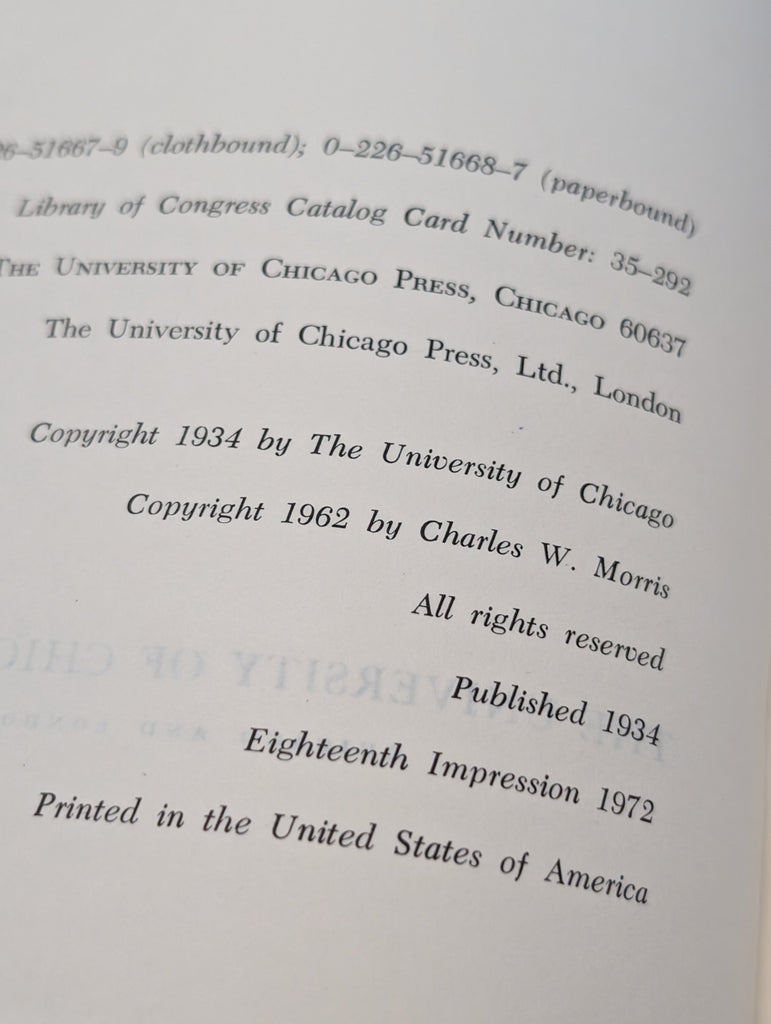 26–51667–9 (clothbound); 0–226–51668–7 (paperbound)
Library of Congress Catalog Card Number: 35–292
THE UNIVERSITY OF CHICAGO PRESS, CHICAGO 60637
The University of Chicago Press, Ltd., London
Copyright 1934 by The University of Chicago
Copyright 1962 by Charles W. Morris
All rights reserved
Published 1934
Eighteenth Impression 1972
Printed in the United States of America